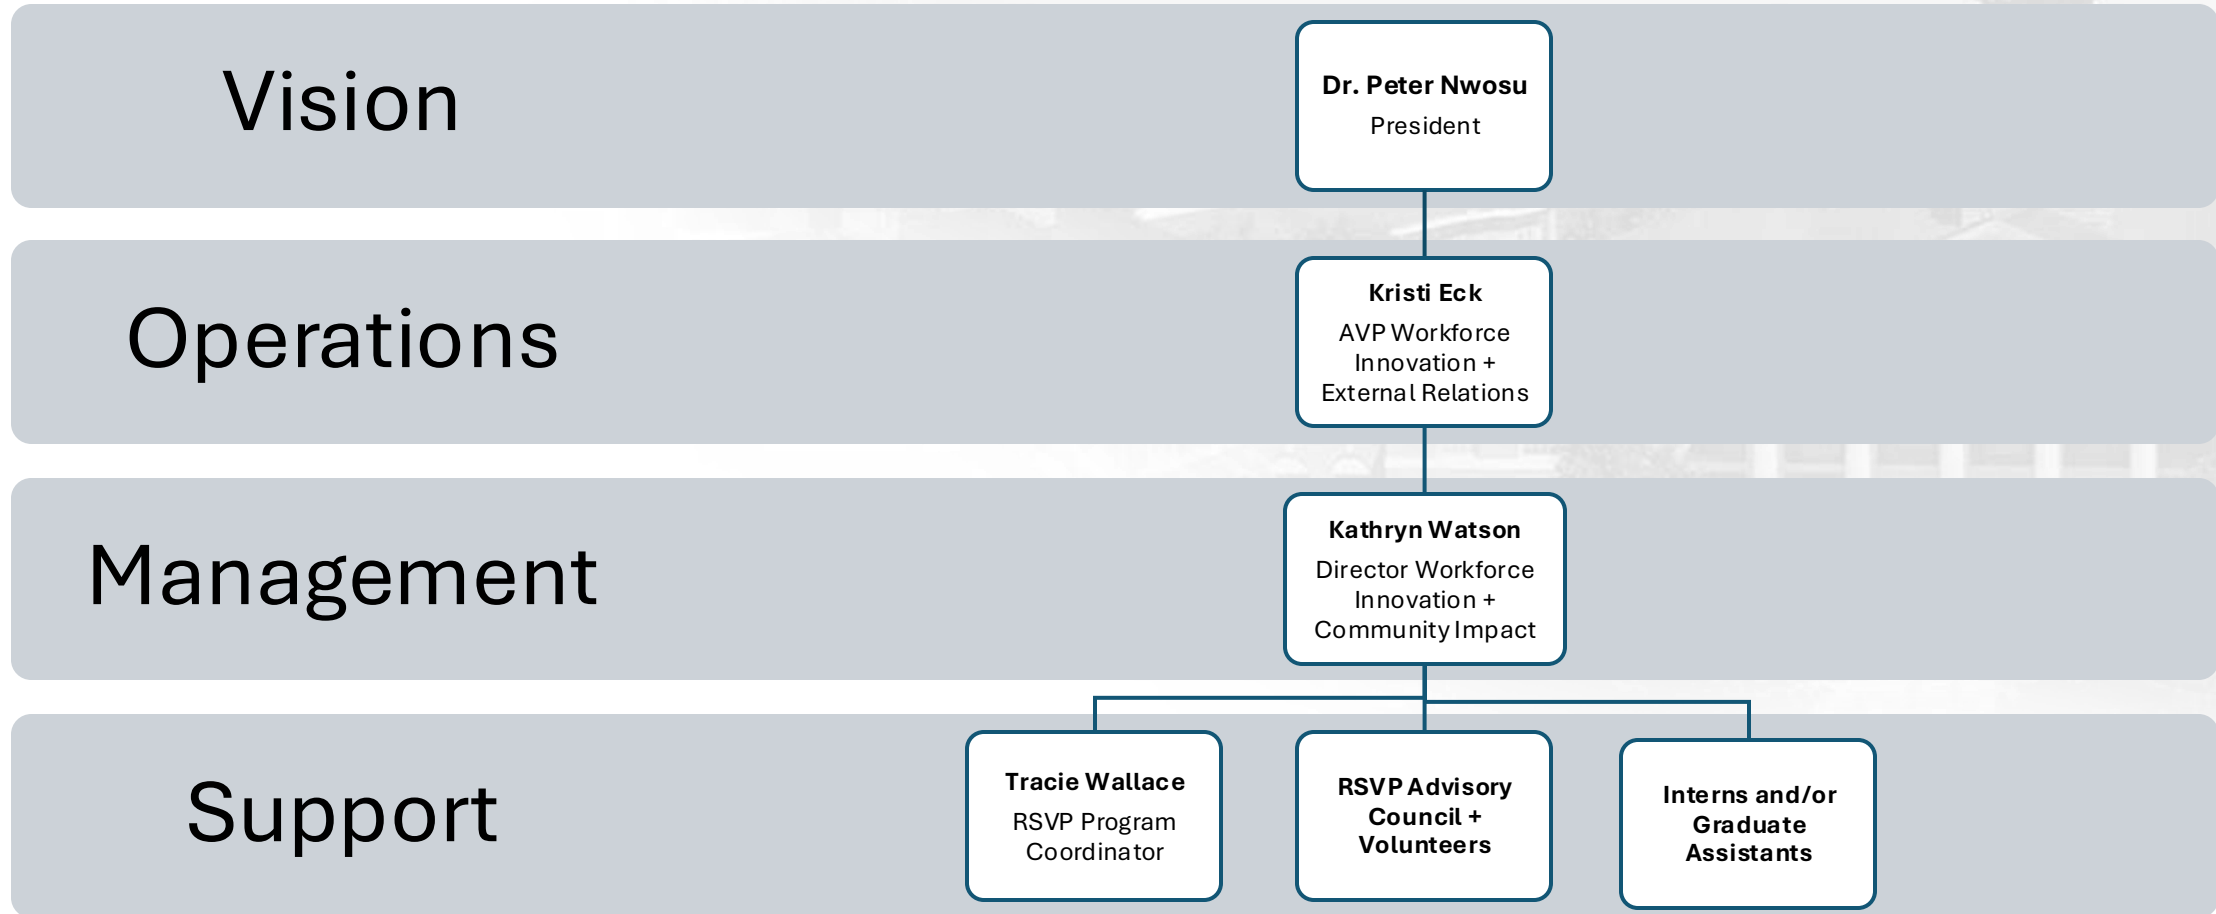 Vision
Dr. Peter Nwosu
President
Operations
Kristi Eck
AVP Workforce
Innovation +
External Relations
Management
Kathryn Watson
Director Workforce
Innovation +
Community Impact
Support
Tracie Wallace
RSVP Program
Coordinator
RSVP Advisory
Council +
Volunteers
Interns and/or
Graduate
Assistants